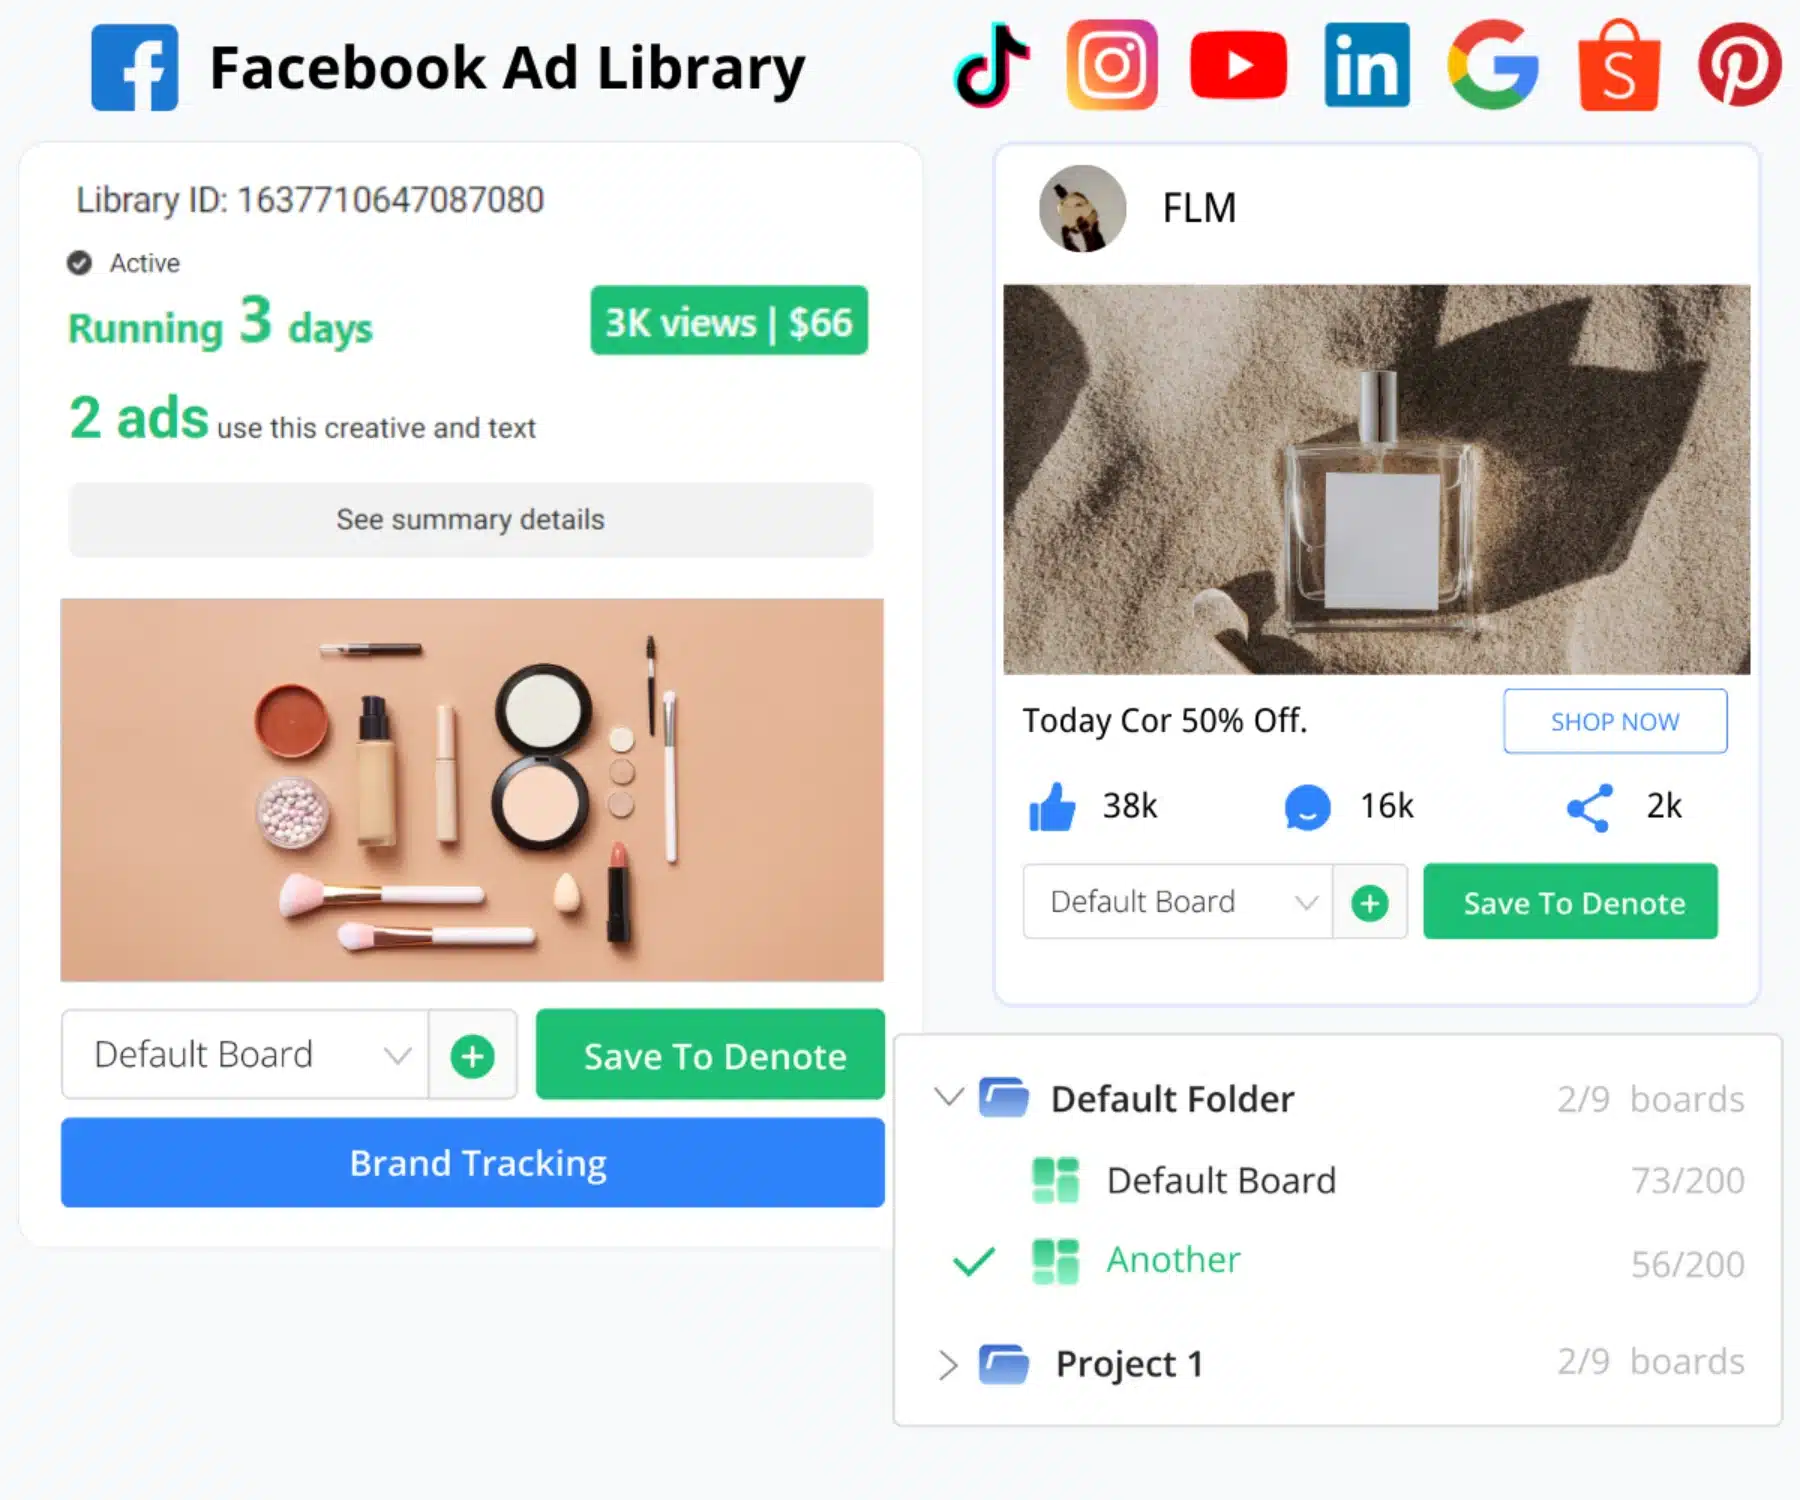 Facebook Ad Library
Library ID: 1637710647087080
Active
Running 3 days
3K views | $66
2 ads use this creative and text
See summary details
Default Board
Save To Denote
Brand Tracking
FLM
Today Cor 50% Off.
SHOP NOW
38k
16k
2k
Default Board
Save To Denote
Default Folder 2/9 boards
Default Board 73/200
Another 56/200
Project 1 2/9 boards